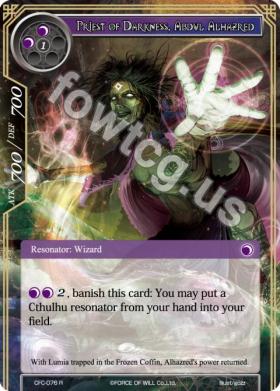 Priest of Darkness, Abdul Alhazred
1
ATK 700 / DEF 700
fowtcg.us
Resonator: Wizard
2, banish this card: You may put a
Cthulhu resonator from your hand into your
field.
With Lumia trapped in the Frozen Coffin, Alhazred's power returned.
CFC-076 R
©FORCE OF WILL Co.,LTD.